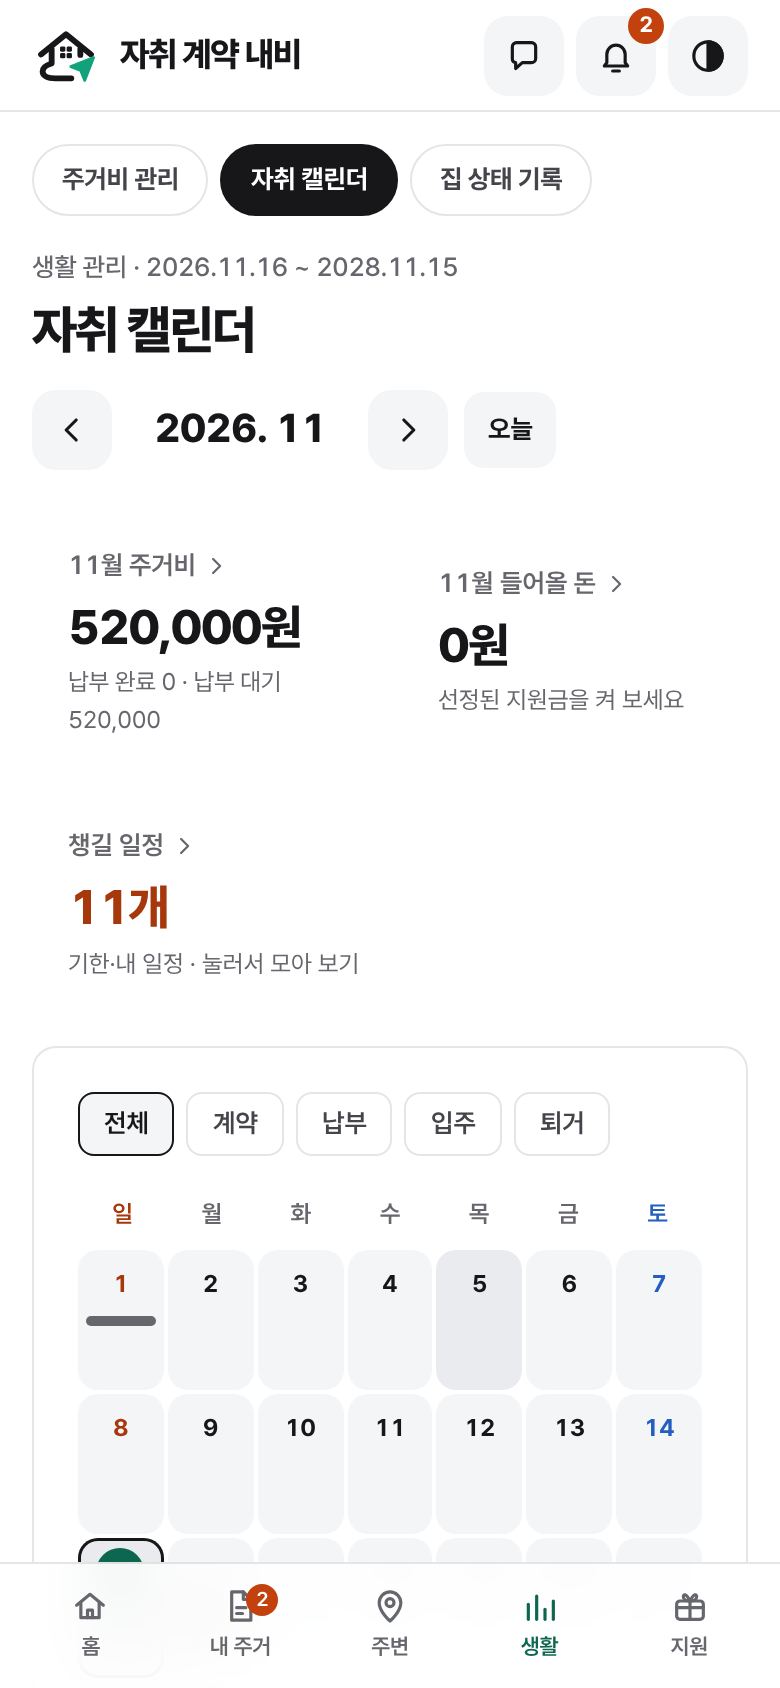 자취 계약 내비
2
주거비 관리
자취 캘린더
집 상태 기록
생활 관리 · 2026.11.16 ~ 2028.11.15
자취 캘린더
2026. 11
오늘
11월 주거비
520,000원
납부 완료 0 · 납부 대기
520,000
11월 들어올 돈
0원
선정된 지원금을 켜 보세요
챙길 일정
11개
기한·내 일정 · 눌러서 모아 보기
전체 계약 납부 입주 퇴거
일 월 화 수 목 금 토
1 2 3 4 5 6 7
8 9 10 11 12 13 14
2
홈 내 주거 주변 생활 지원